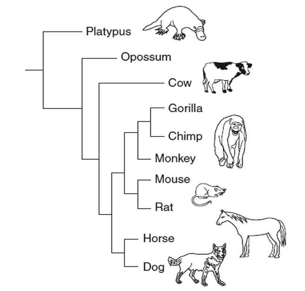 Platypus
Opossum
Cow
Gorilla
Chimp
Monkey
Mouse
Rat
Horse
Dog